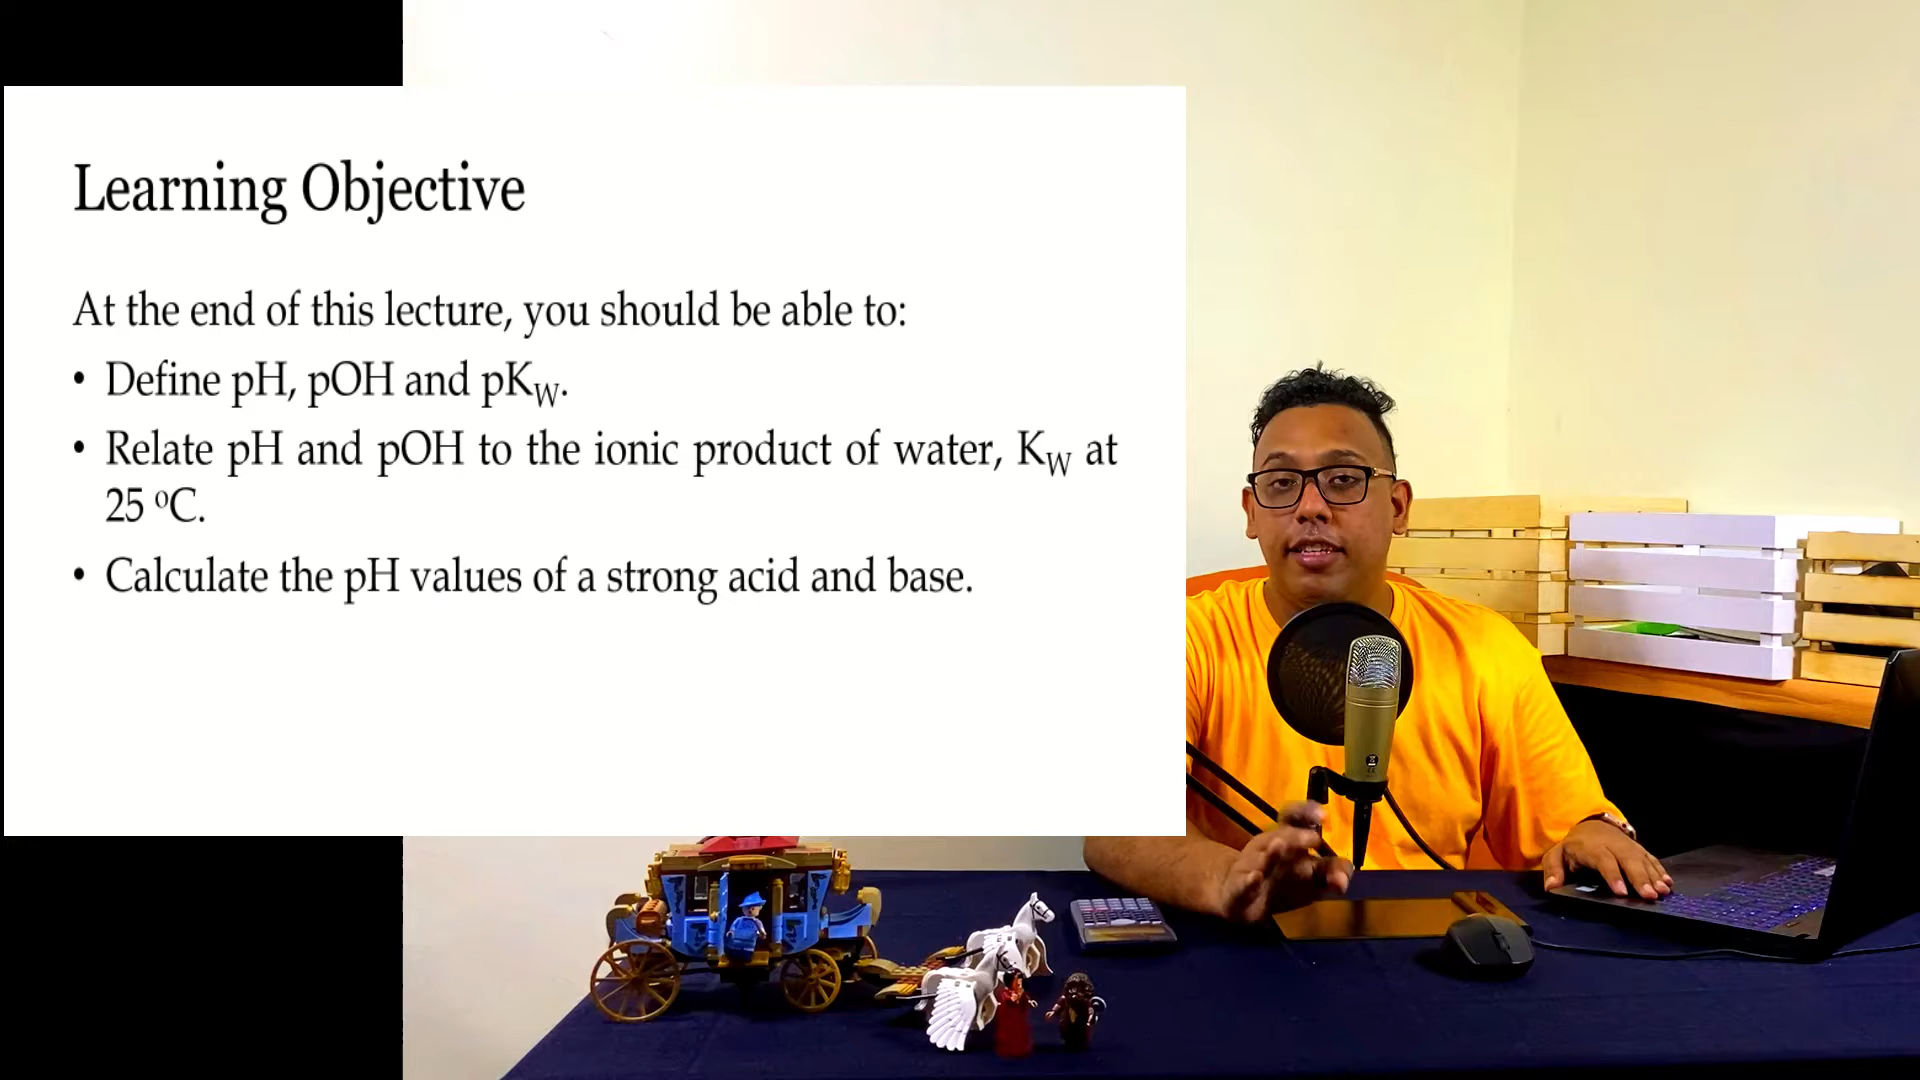 Learning Objective
At the end of this lecture, you should be able to:
• Define pH, pOH and pK_W.
• Relate pH and pOH to the ionic product of water, K_W at
25 ºC.
• Calculate the pH values of a strong acid and base.